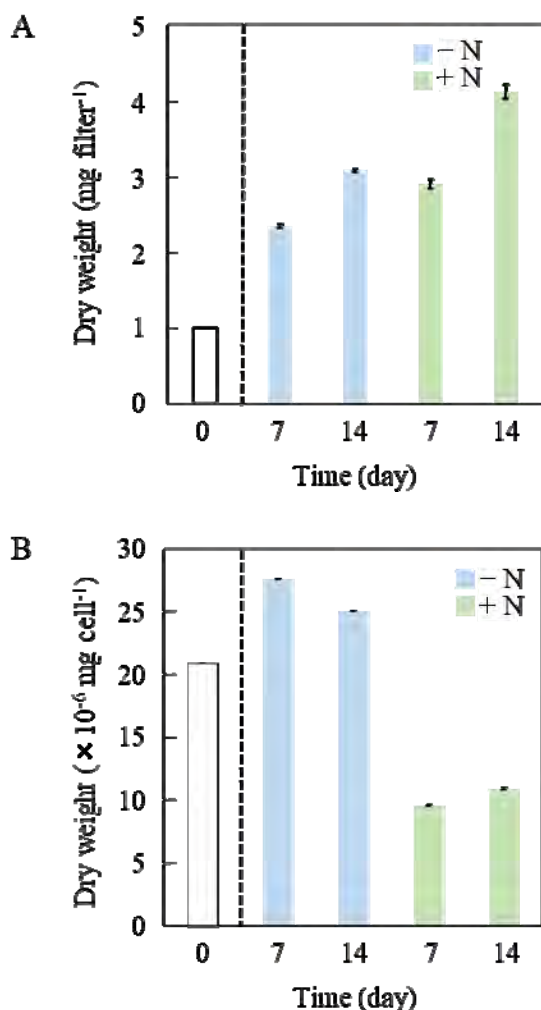 A
5
4
3
2
1
0
Dry weight (mg filter⁻¹)
− N
+ N
0 7 14 7 14
Time (day)
B
30
25
20
15
10
5
0
Dry weight ( × 10⁻⁶ mg cell⁻¹)
− N
+ N
0 7 14 7 14
Time (day)